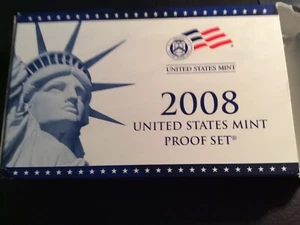 UNITED STATES MINT
2008
UNITED STATES MINT
PROOF SET®